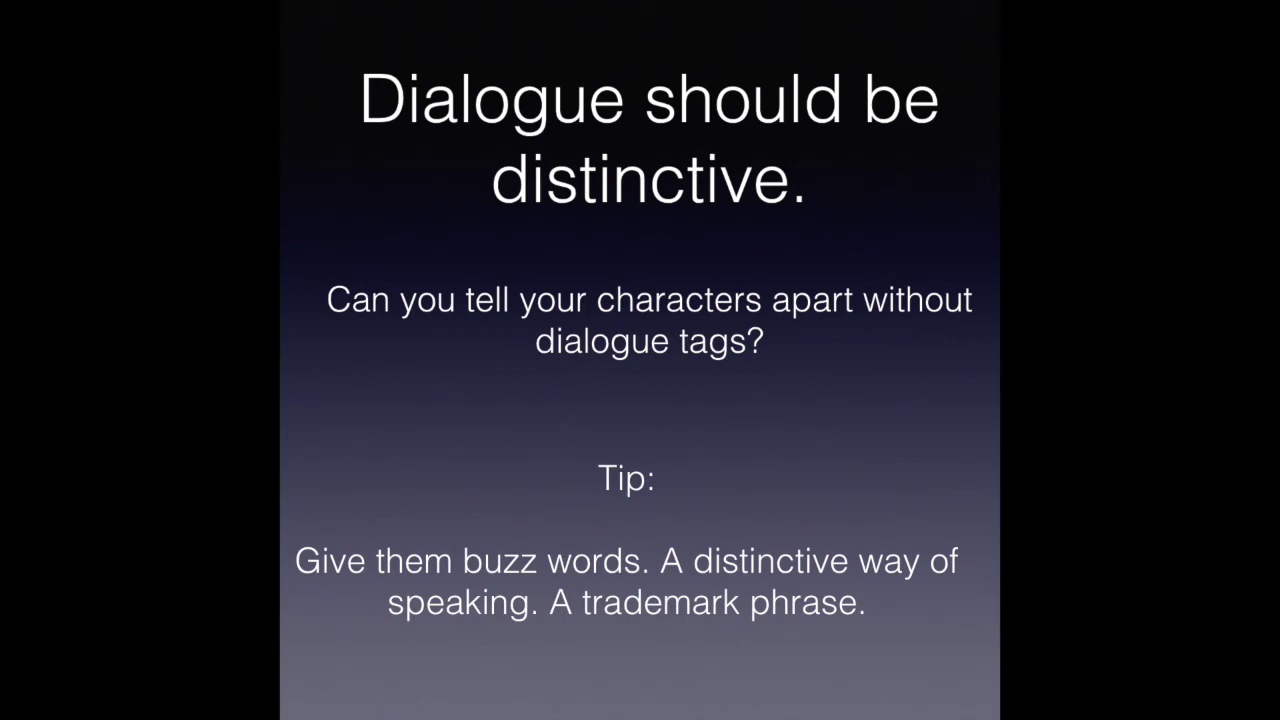 Dialogue should be
distinctive.
Can you tell your characters apart without
dialogue tags?
Tip:
Give them buzz words. A distinctive way of
speaking. A trademark phrase.